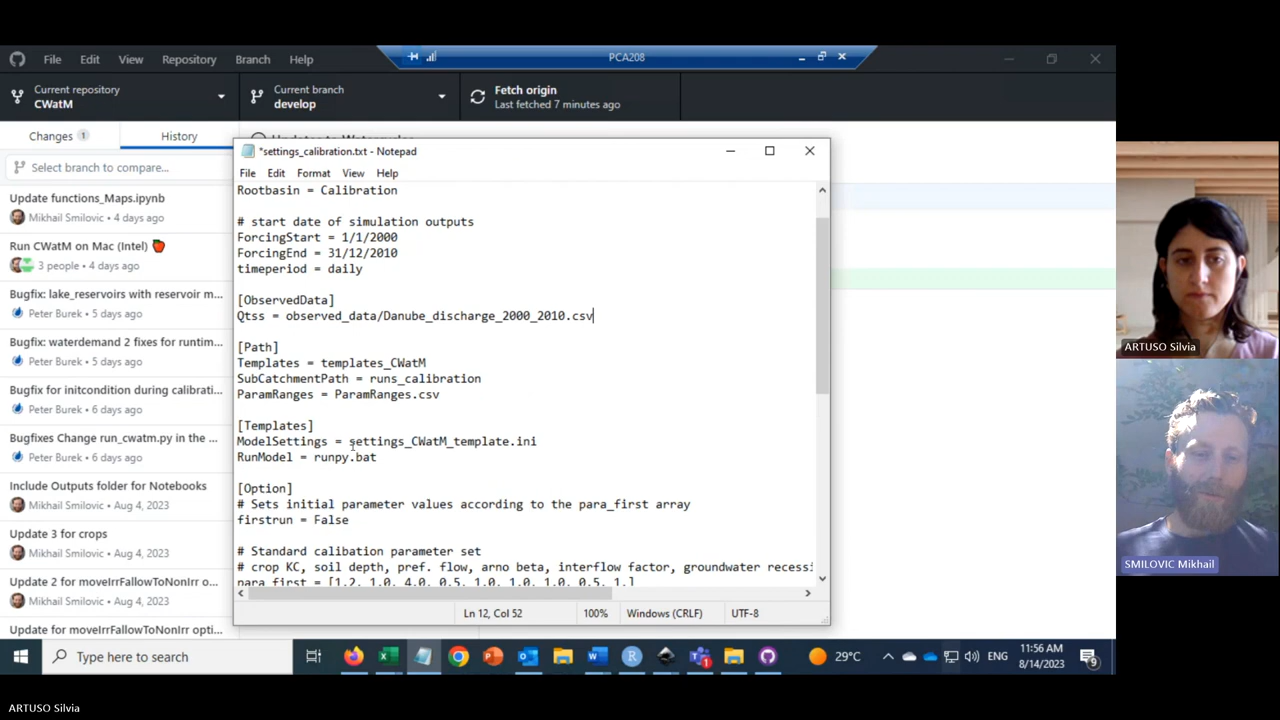 File Edit View Repository Branch Help
PCA208
Current repository
CWatM
Current branch
develop
Fetch origin
Last fetched 7 minutes ago
Changes 1
History
Select branch to compare...
Update functions_Maps.ipynb
Mikhail Smilovic • 4 days ago
Run CWatM on Mac (Intel)
3 people • 4 days ago
Bugfix: lake_reservoirs with reservoir m...
Peter Burek • 5 days ago
Bugfix: waterdemand 2 fixes for runtim...
Peter Burek • 5 days ago
Bugfix for initcondition during calibrati...
Peter Burek • 6 days ago
Bugfixes Change run_cwatm.py in the ...
Peter Burek • 6 days ago
Include Outputs folder for Notebooks
Mikhail Smilovic • Aug 4, 2023
Update 3 for crops
Mikhail Smilovic • Aug 4, 2023
Update 2 for moveIrrFallowToNonIrr o...
Mikhail Smilovic • Aug 4, 2023
Update for moveIrrFallowToNonIrr opti...
*settings_calibration.txt - Notepad
File Edit Format View Help
Rootbasin = Calibration
# start date of simulation outputs
ForcingStart = 1/1/2000
ForcingEnd = 31/12/2010
timeperiod = daily
[ObservedData]
Qtss = observed_data/Danube_discharge_2000_2010.csv
[Path]
Templates = templates_CWatM
SubCatchmentPath = runs_calibration
ParamRanges = ParamRanges.csv
[Templates]
ModelSettings = settings_CWatM_template.ini
RunModel = runpy.bat
[Option]
# Sets initial parameter values according to the para_first array
firstrun = False
# Standard calibation parameter set
# crop KC, soil depth, pref. flow, arno beta, interflow factor, groundwater recessi
para_first = [1.2, 1.0, 4.0, 0.5, 1.0, 1.0, 1.0, 0.5, 1.]
Ln 12, Col 52 100% Windows (CRLF) UTF-8
Type here to search
29°C
ENG
11:56 AM
8/14/2023
9
ARTUSO Silvia
SMILOVIC Mikhail
ARTUSO Silvia